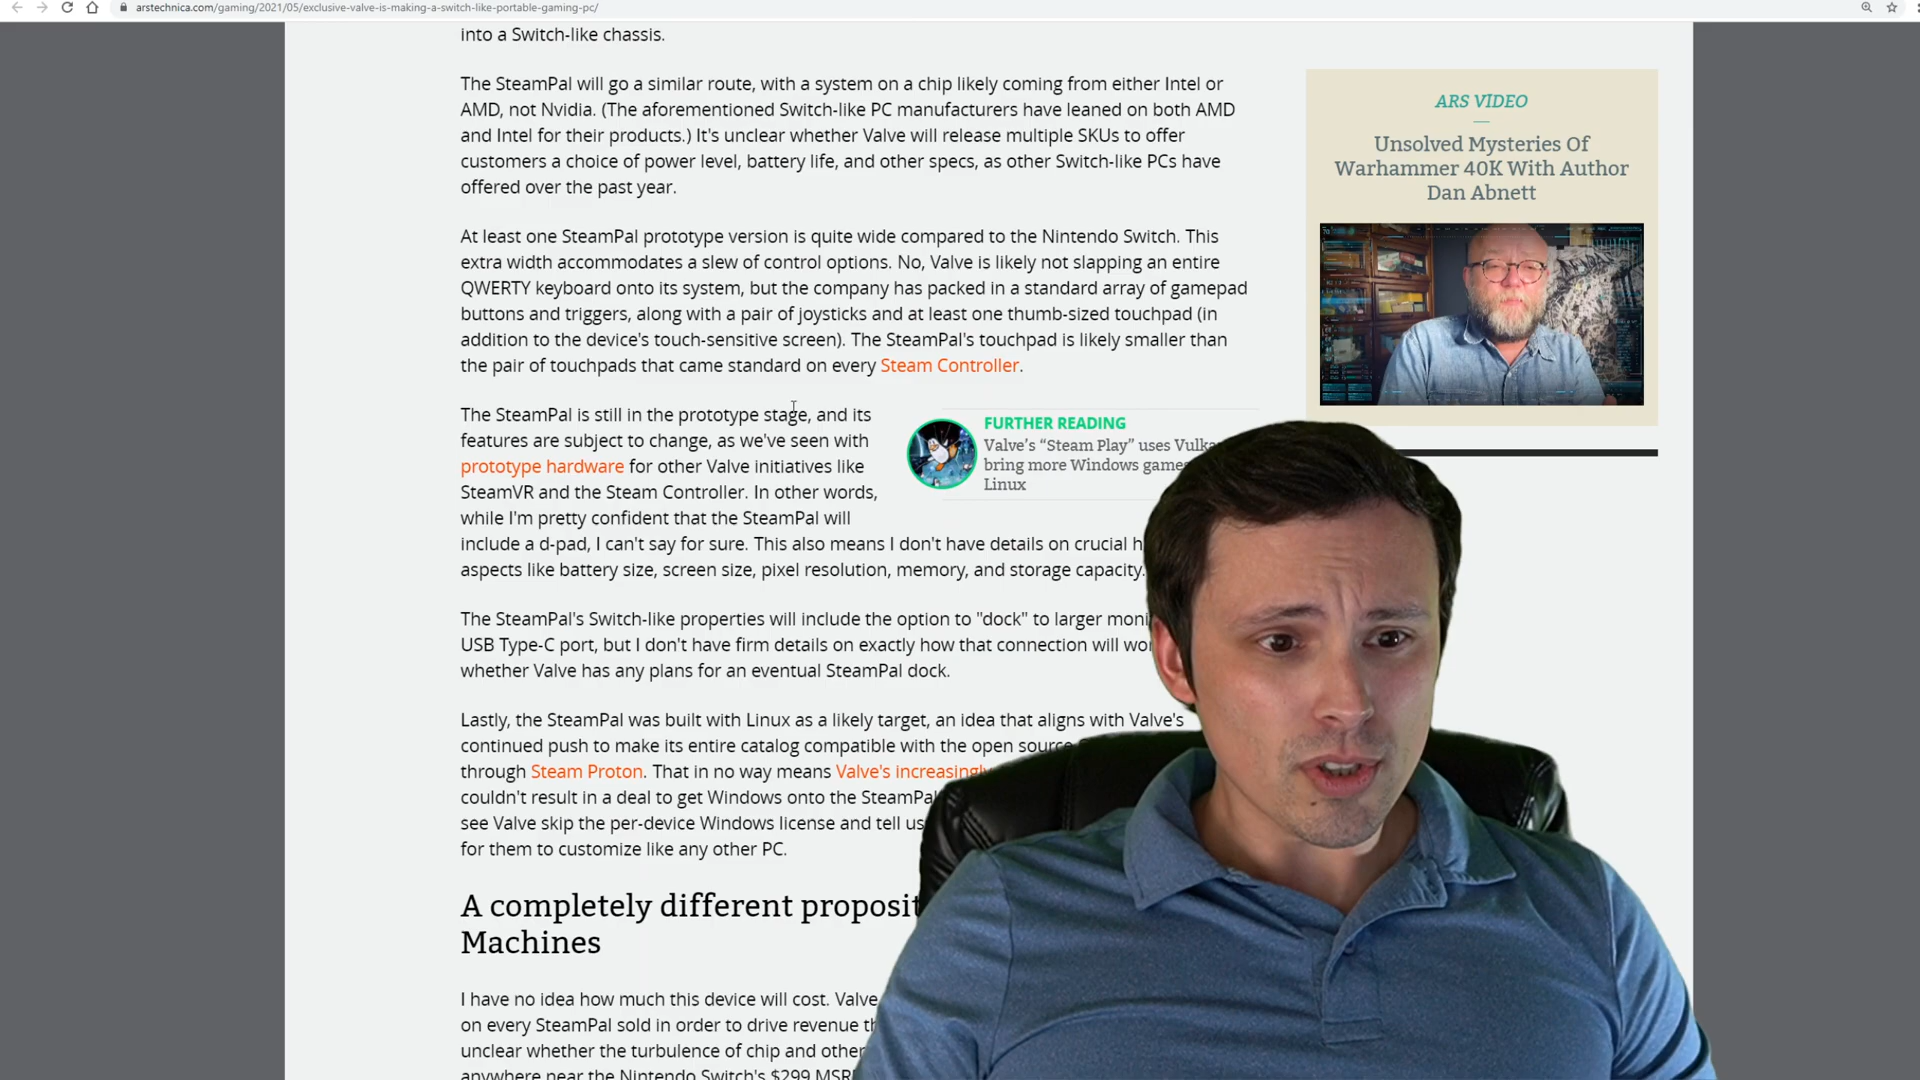 arstechnica.com/gaming/2021/05/exclusive-valve-is-making-a-switch-like-portable-gaming-pc/
into a Switch-like chassis.
The SteamPal will go a similar route, with a system on a chip likely coming from either Intel or
AMD, not Nvidia. (The aforementioned Switch-like PC manufacturers have leaned on both AMD
and Intel for their products.) It's unclear whether Valve will release multiple SKUs to offer
customers a choice of power level, battery life, and other specs, as other Switch-like PCs have
offered over the past year.
At least one SteamPal prototype version is quite wide compared to the Nintendo Switch. This
extra width accommodates a slew of control options. No, Valve is likely not slapping an entire
QWERTY keyboard onto its system, but the company has packed in a standard array of gamepad
buttons and triggers, along with a pair of joysticks and at least one thumb-sized touchpad (in
addition to the device's touch-sensitive screen). The SteamPal's touchpad is likely smaller than
the pair of touchpads that came standard on every Steam Controller.
The SteamPal is still in the prototype stage, and its
features are subject to change, as we've seen with
prototype hardware for other Valve initiatives like
SteamVR and the Steam Controller. In other words,
while I'm pretty confident that the SteamPal will
include a d-pad, I can't say for sure. This also means I don't have details on crucial
aspects like battery size, screen size, pixel resolution, memory, and storage capacity.
FURTHER READING
Valve's "Steam Play" uses
bring more Windows games
Linux
The SteamPal's Switch-like properties will include the option to "dock" to larger
USB Type-C port, but I don't have firm details on exactly how that connection will
whether Valve has any plans for an eventual SteamPal dock.
Lastly, the SteamPal was built with Linux as a likely target, an idea that aligns with Valve's
continued push to make its entire catalog compatible with the open source
through Steam Proton. That in no way means Valve's increasingly
couldn't result in a deal to get Windows onto the SteamPal
see Valve skip the per-device Windows license and tell
for them to customize like any other PC.
A completely different
Machines
I have no idea how much this device will cost. Valve
on every SteamPal sold in order to drive revenue
unclear whether the turbulence of chip and other
anywhere near the Nintendo Switch's $299 MSRP
ARS VIDEO
Unsolved Mysteries Of
Warhammer 40K With Author
Dan Abnett